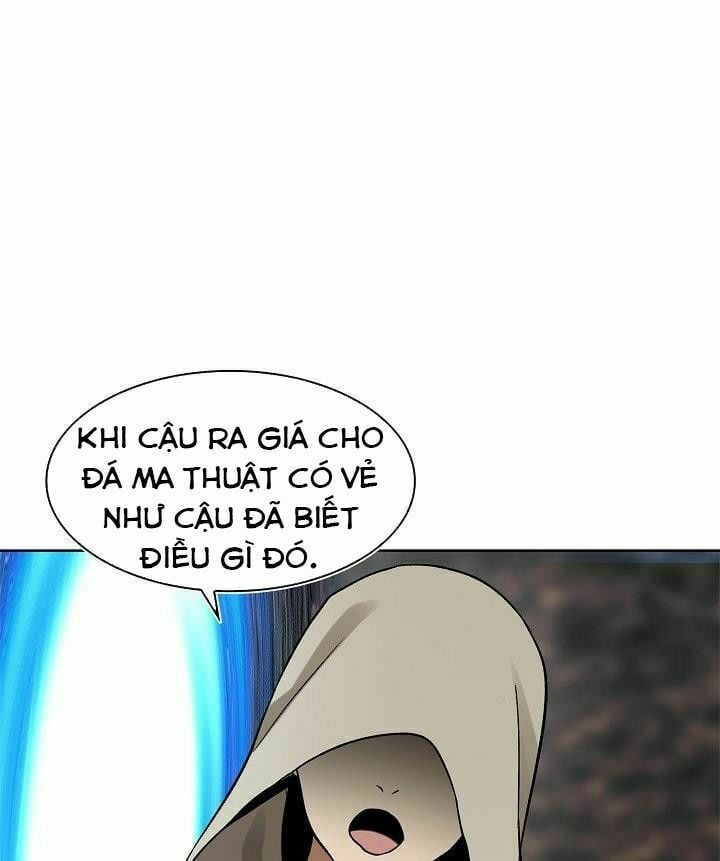 KHI CẬU RA GIÁ CHO
ĐÁ MA THUẬT CÓ VẺ
NHƯ CẬU ĐÃ BIẾT
ĐIỀU GÌ ĐÓ.